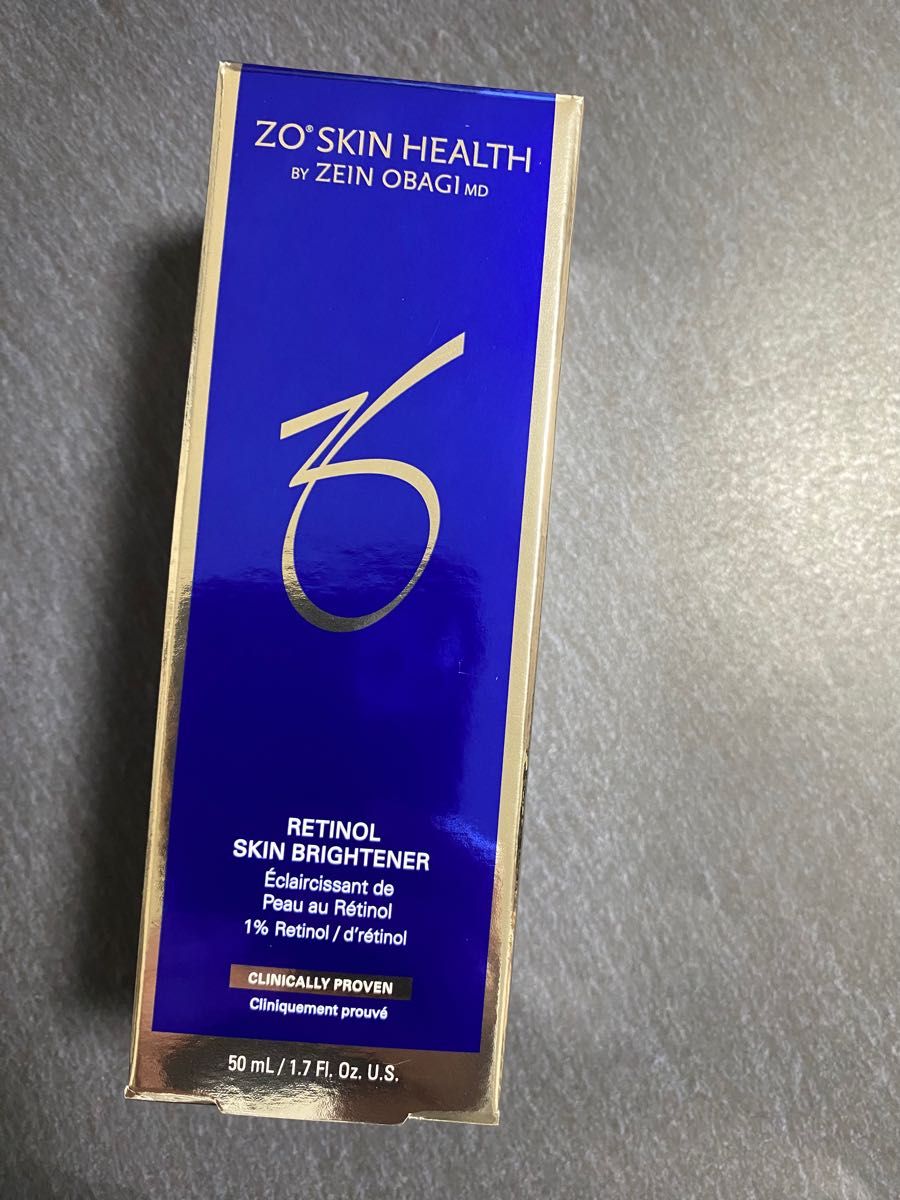 ZO® SKIN HEALTH
BY ZEIN OBAGI MD
ZO
RETINOL
SKIN BRIGHTENER
Éclaircissant de
Peau au Rétinol
1% Retinol / d'rétinol
CLINICALLY PROVEN
Cliniquement prouvé
50 mL / 1.7 Fl. Oz. U.S.